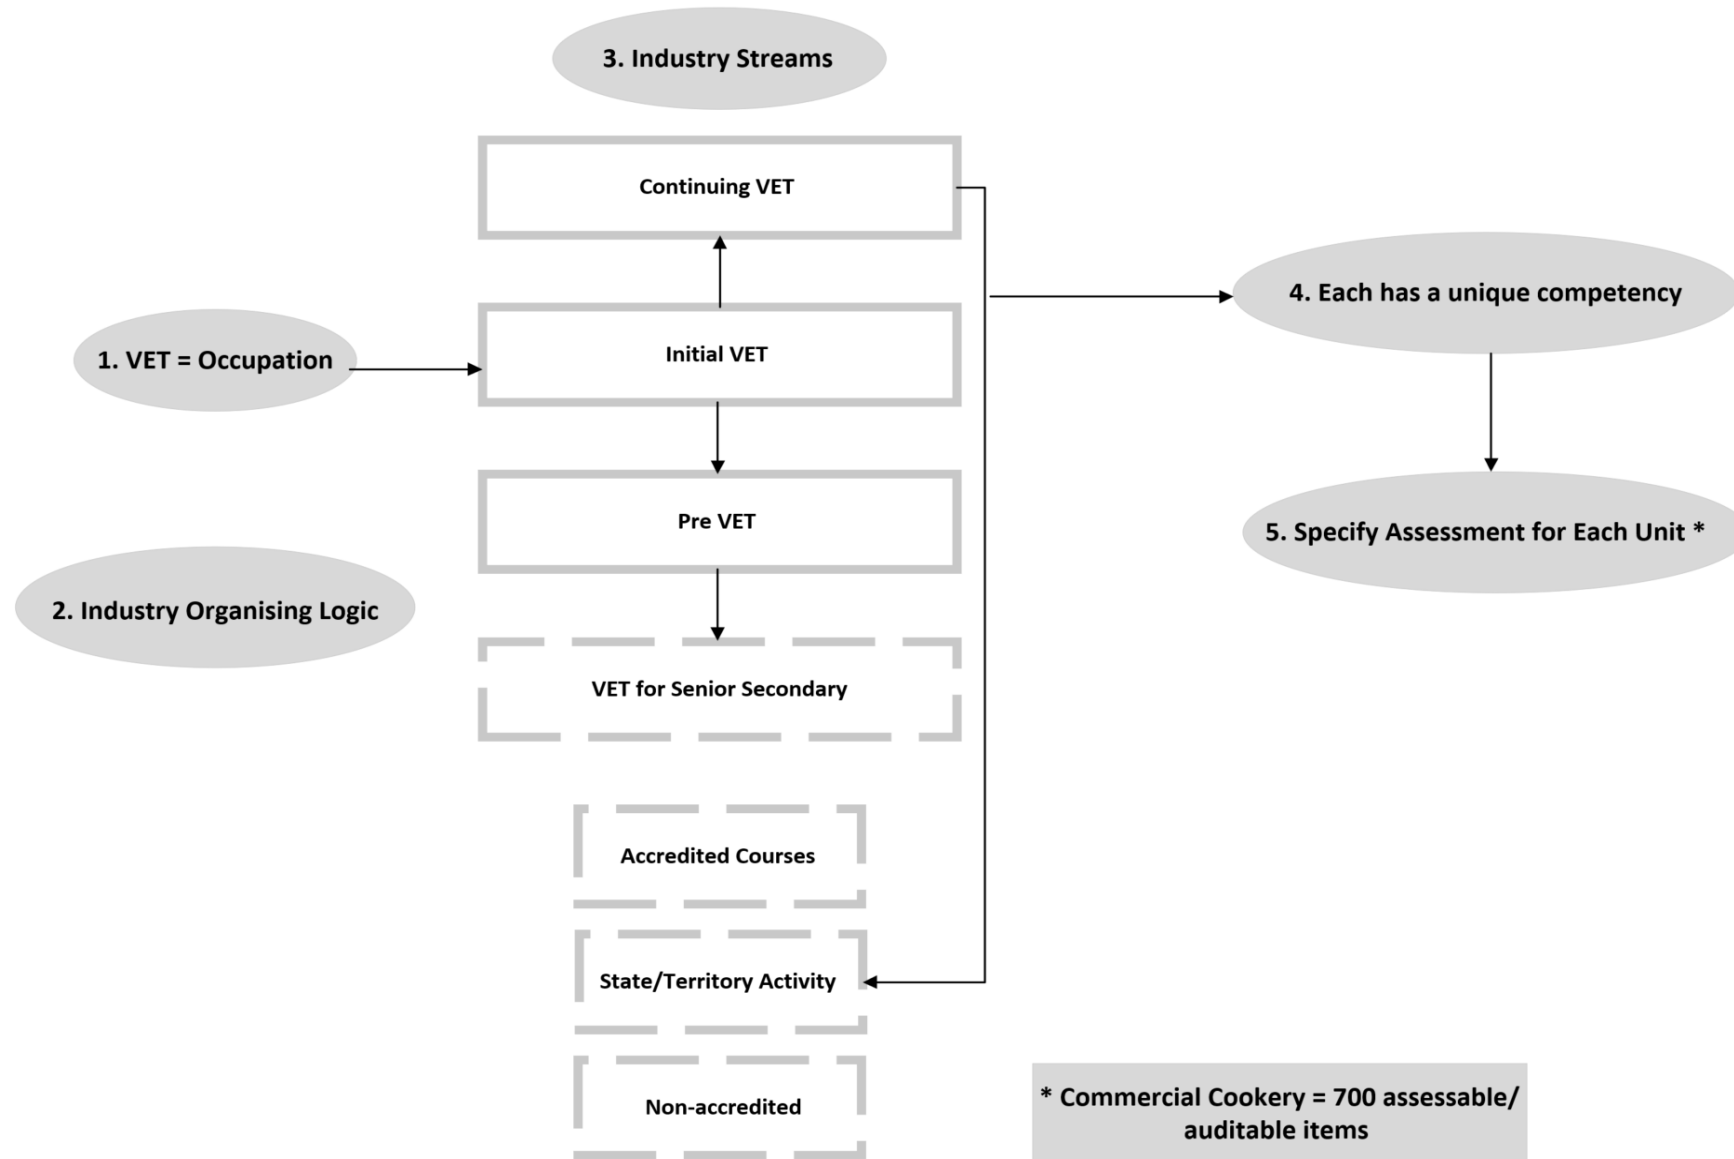 3. Industry Streams
Continuing VET
4. Each has a unique competency
1. VET = Occupation
Initial VET
Pre VET
5. Specify Assessment for Each Unit *
2. Industry Organising Logic
VET for Senior Secondary
Accredited Courses
State/Territory Activity
Non-accredited
* Commercial Cookery = 700 assessable/
auditable items